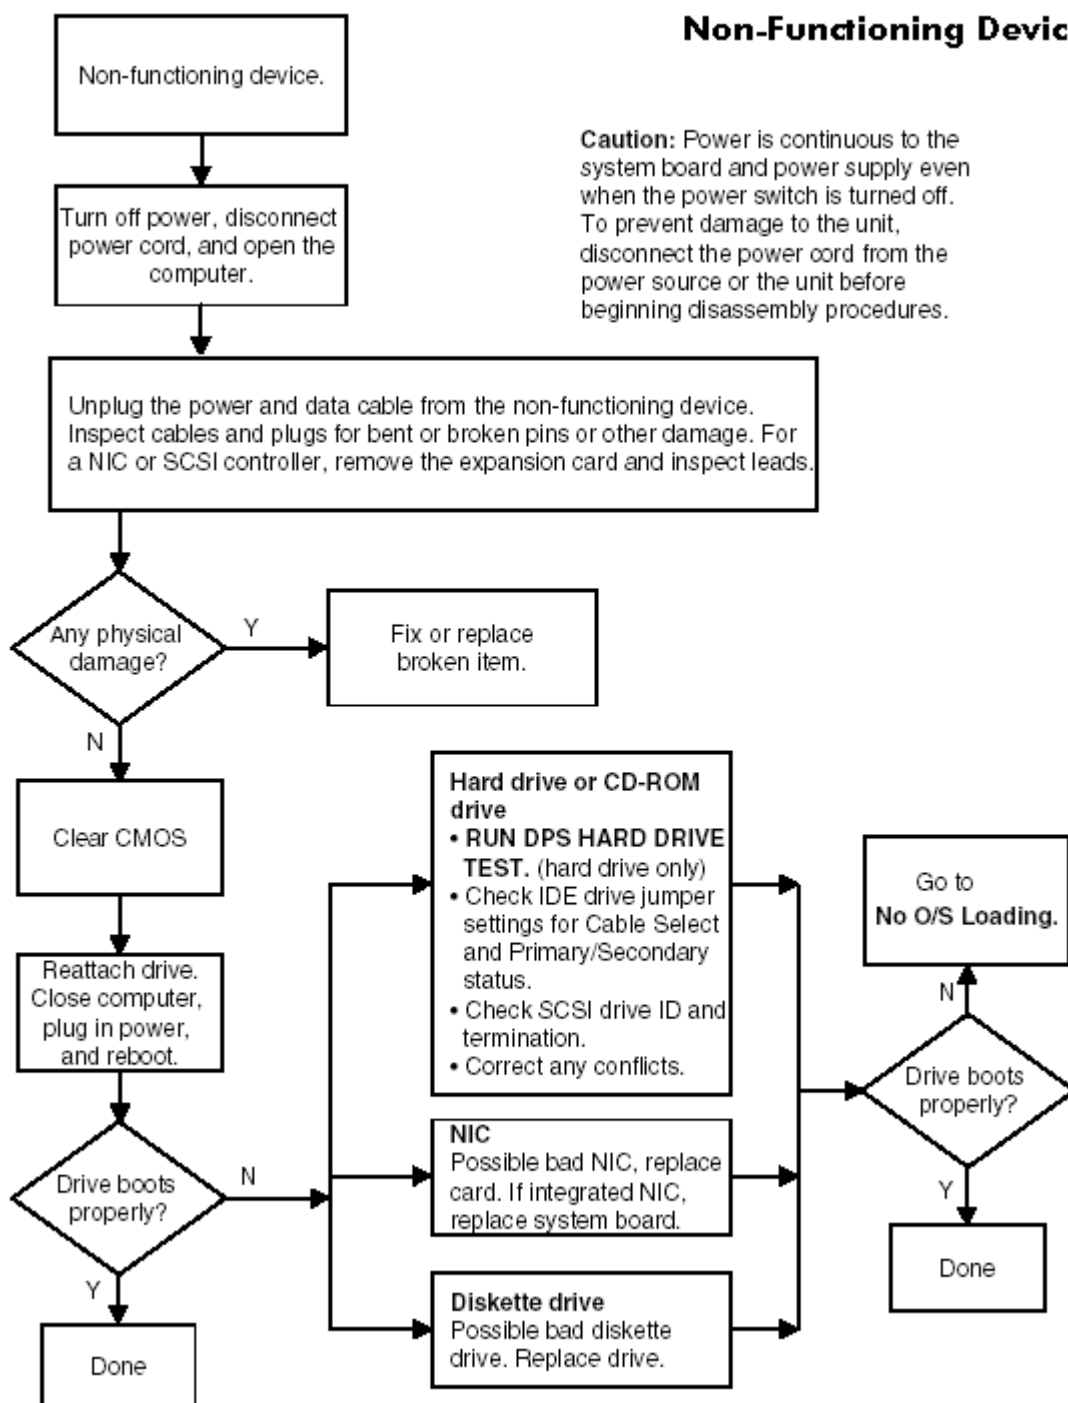 Non-Functioning Devic
Non-functioning device.
Caution: Power is continuous to the
system board and power supply even
when the power switch is turned off.
To prevent damage to the unit,
disconnect the power cord from the
power source or the unit before
beginning disassembly procedures.
Turn off power, disconnect
power cord, and open the
computer.
Unplug the power and data cable from the non-functioning device.
Inspect cables and plugs for bent or broken pins or other damage. For
a NIC or SCSI controller, remove the expansion card and inspect leads.
Any physical
damage?
Y
Fix or replace
broken item.
N
Clear CMOS
Reattach drive.
Close computer,
plug in power,
and reboot.
Drive boots
properly?
N
Y
Done
Hard drive or CD-ROM
drive
• RUN DPS HARD DRIVE
TEST. (hard drive only)
• Check IDE drive jumper
settings for Cable Select
and Primary/Secondary
status.
• Check SCSI drive ID and
termination.
• Correct any conflicts.
NIC
Possible bad NIC, replace
card. If integrated NIC,
replace system board.
Diskette drive
Possible bad diskette
drive. Replace drive.
Go to
No O/S Loading.
N
Drive boots
properly?
Y
Done